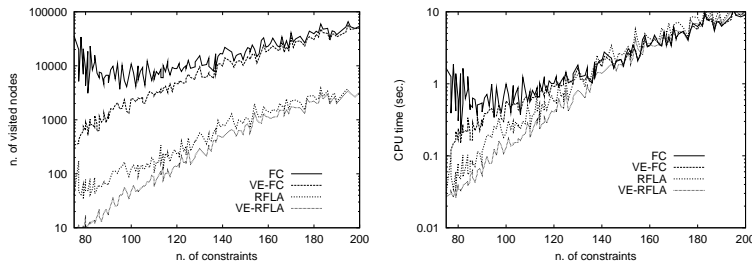 100000
10000
1000
100
10
n. of visited nodes
FC
VE-FC
RFLA
VE-RFLA
80 100 120 140 160 180 200
n. of constraints
10
1
0.1
0.01
CPU time (sec.)
FC
VE-FC
RFLA
VE-RFLA
80 100 120 140 160 180 200
n. of constraints